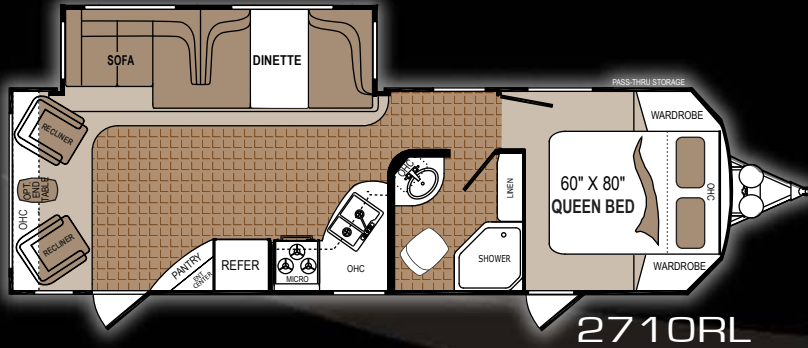 SOFA
DINETTE
PASS-THRU STORAGE
WARDROBE
RECLINER
OHC
OPT.
END
TABLE
OHC
RECLINER
LINEN
60" X 80"
QUEEN BED
OHC
PANTRY
ENT.
CENTER
REFER
MICRO
OHC
SHOWER
WARDROBE
2710RL